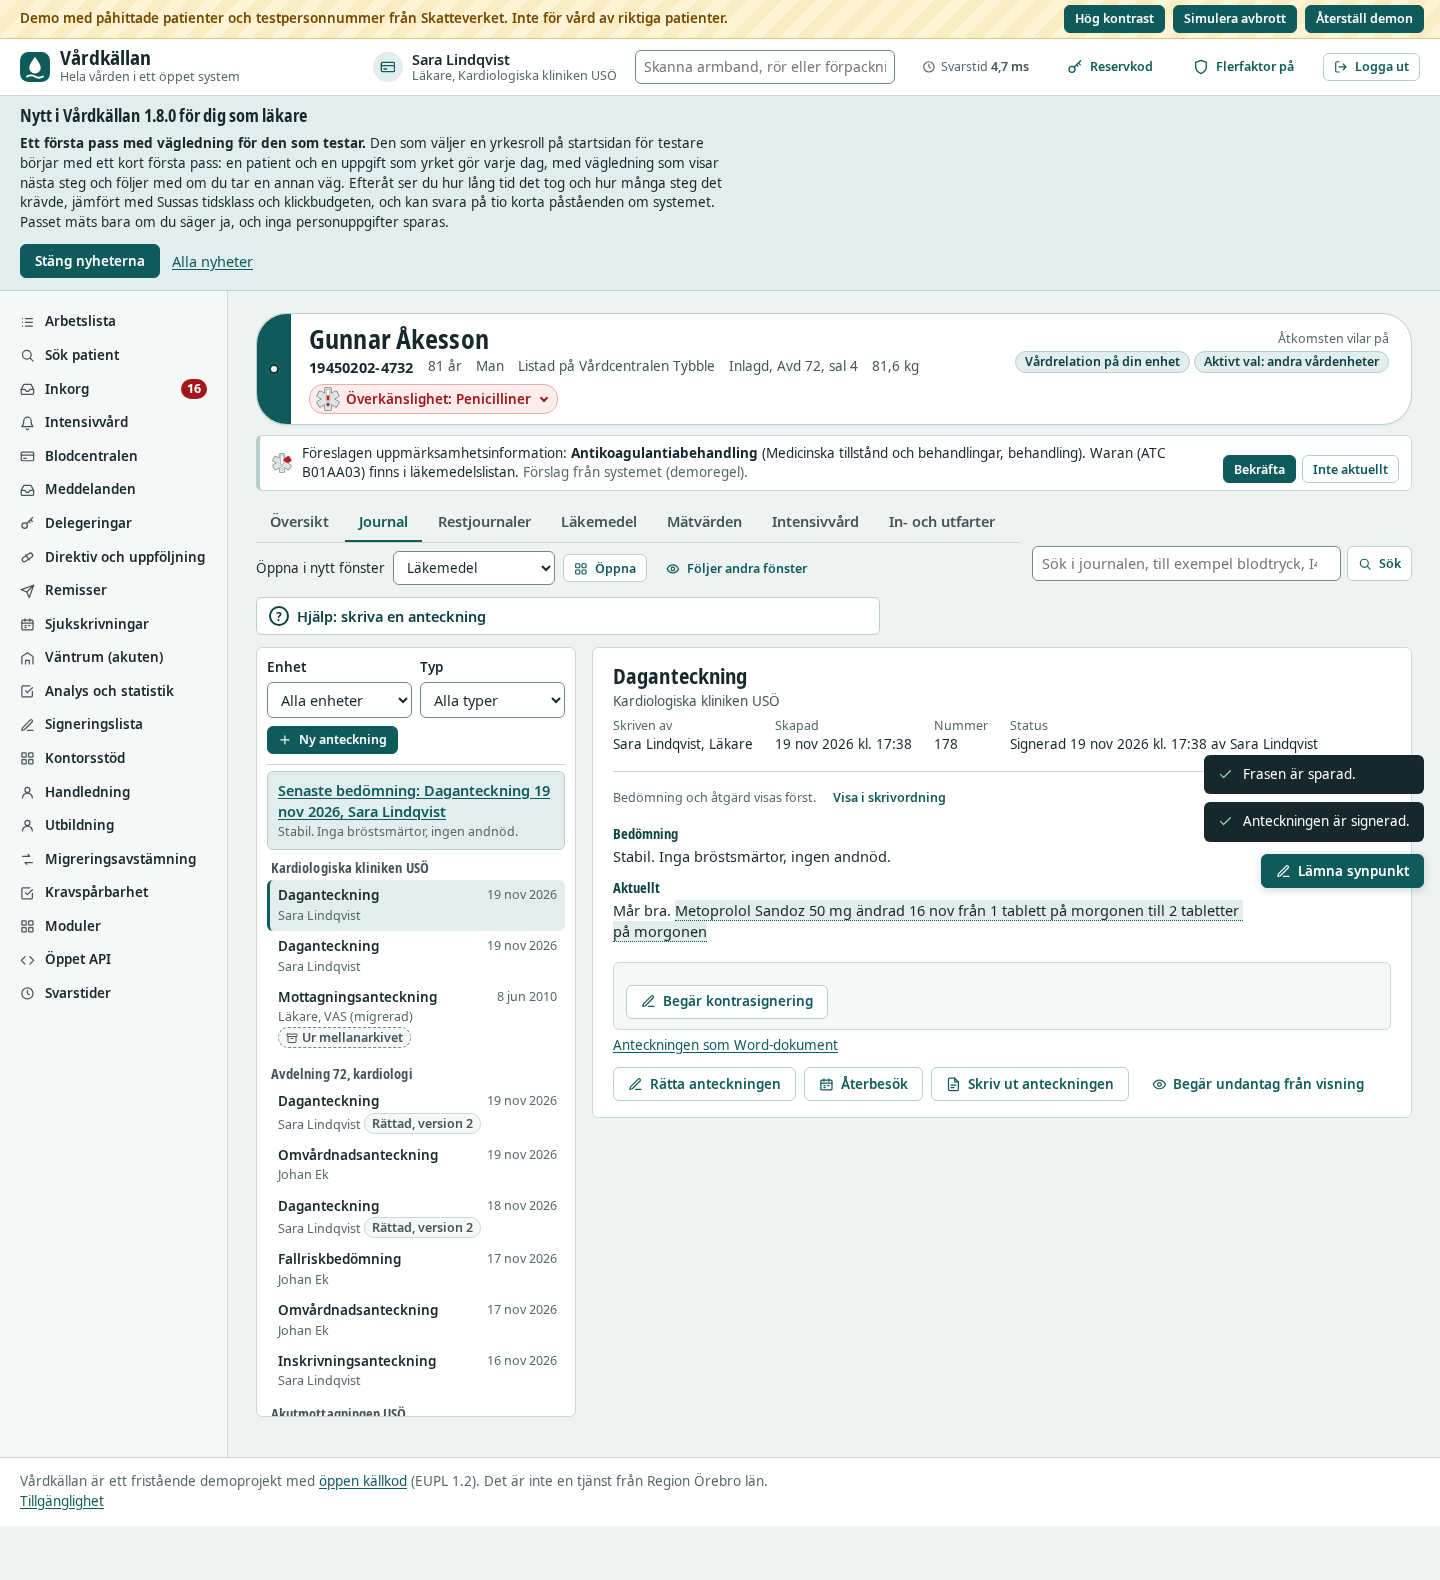 Demo med påhittade patienter och testpersonnummer från Skatteverket. Inte för vård av riktiga patienter.
Hög kontrast
Simulera avbrott
Återställ demon
Vårdkällan
Hela vården i ett öppet system
Sara Lindqvist
Läkare, Kardiologiska kliniken USÖ
Skanna armband, rör eller förpackni
Svarstid 4,7 ms
Reservkod
Flerfaktor på
Logga ut
Nytt i Vårdkällan 1.8.0 för dig som läkare
Ett första pass med vägledning för den som testar. Den som väljer en yrkesroll på startsidan för testare
börjar med ett kort första pass: en patient och en uppgift som yrket gör varje dag, med vägledning som visar
nästa steg och följer med om du tar en annan väg. Efteråt ser du hur lång tid det tog och hur många steg det
krävde, jämfört med Sussas tidsklass och klickbudgeten, och kan svara på tio korta påståenden om systemet.
Passet mäts bara om du säger ja, och inga personuppgifter sparas.
Stäng nyheterna
Alla nyheter
Arbetslista
Sök patient
Inkorg
16
Intensivvård
Blodcentralen
Meddelanden
Delegeringar
Direktiv och uppföljning
Remisser
Sjukskrivningar
Väntrum (akuten)
Analys och statistik
Signeringslista
Kontorsstöd
Handledning
Utbildning
Migreringsavstämning
Kravspårbarhet
Moduler
Öppet API
Svarstider
Gunnar Åkesson
19450202-4732
81 år
Man
Listad på Vårdcentralen Tybble
Inlagd, Avd 72, sal 4
81,6 kg
Åtkomsten vilar på
Vårdrelation på din enhet
Aktivt val: andra vårdenheter
Överkänslighet: Penicilliner
Föreslagen uppmärksamhetsinformation: Antikoagulantiabehandling (Medicinska tillstånd och behandlingar, behandling). Waran (ATC
B01AA03) finns i läkemedelslistan. Förslag från systemet (demoregel).
Bekräfta
Inte aktuellt
Översikt
Journal
Restjournaler
Läkemedel
Mätvärden
Intensivvård
In- och utfarter
Öppna i nytt fönster
Läkemedel
Öppna
Följer andra fönster
Sök i journalen, till exempel blodtryck, I4
Sök
Hjälp: skriva en anteckning
Enhet
Typ
Alla enheter
Alla typer
Ny anteckning
Senaste bedömning: Daganteckning 19
nov 2026, Sara Lindqvist
Stabil. Inga bröstsmärtor, ingen andnöd.
Kardiologiska kliniken USÖ
Daganteckning
19 nov 2026
Sara Lindqvist
Daganteckning
19 nov 2026
Sara Lindqvist
Mottagningsanteckning
8 jun 2010
Läkare, VAS (migrerad)
Ur mellanarkivet
Avdelning 72, kardiologi
Daganteckning
19 nov 2026
Sara Lindqvist
Rättad, version 2
Omvårdnadsanteckning
19 nov 2026
Johan Ek
Daganteckning
18 nov 2026
Sara Lindqvist
Rättad, version 2
Fallriskbedömning
17 nov 2026
Johan Ek
Omvårdnadsanteckning
17 nov 2026
Johan Ek
Inskrivningsanteckning
16 nov 2026
Sara Lindqvist
Akutmottagningen USÖ
Daganteckning
Kardiologiska kliniken USÖ
Skriven av
Sara Lindqvist, Läkare
Skapad
19 nov 2026 kl. 17:38
Nummer
178
Status
Signerad 19 nov 2026 kl. 17:38 av Sara Lindqvist
Bedömning och åtgärd visas först.
Visa i skrivordning
Bedömning
Stabil. Inga bröstsmärtor, ingen andnöd.
Aktuellt
Mår bra. Metoprolol Sandoz 50 mg ändrad 16 nov från 1 tablett på morgonen till 2 tabletter
på morgonen
Begär kontrasignering
Anteckningen som Word-dokument
Rätta anteckningen
Återbesök
Skriv ut anteckningen
Begär undantag från visning
Frasen är sparad.
Anteckningen är signerad.
Lämna synpunkt
Vårdkällan är ett fristående demoprojekt med öppen källkod (EUPL 1.2). Det är inte en tjänst från Region Örebro län.
Tillgänglighet